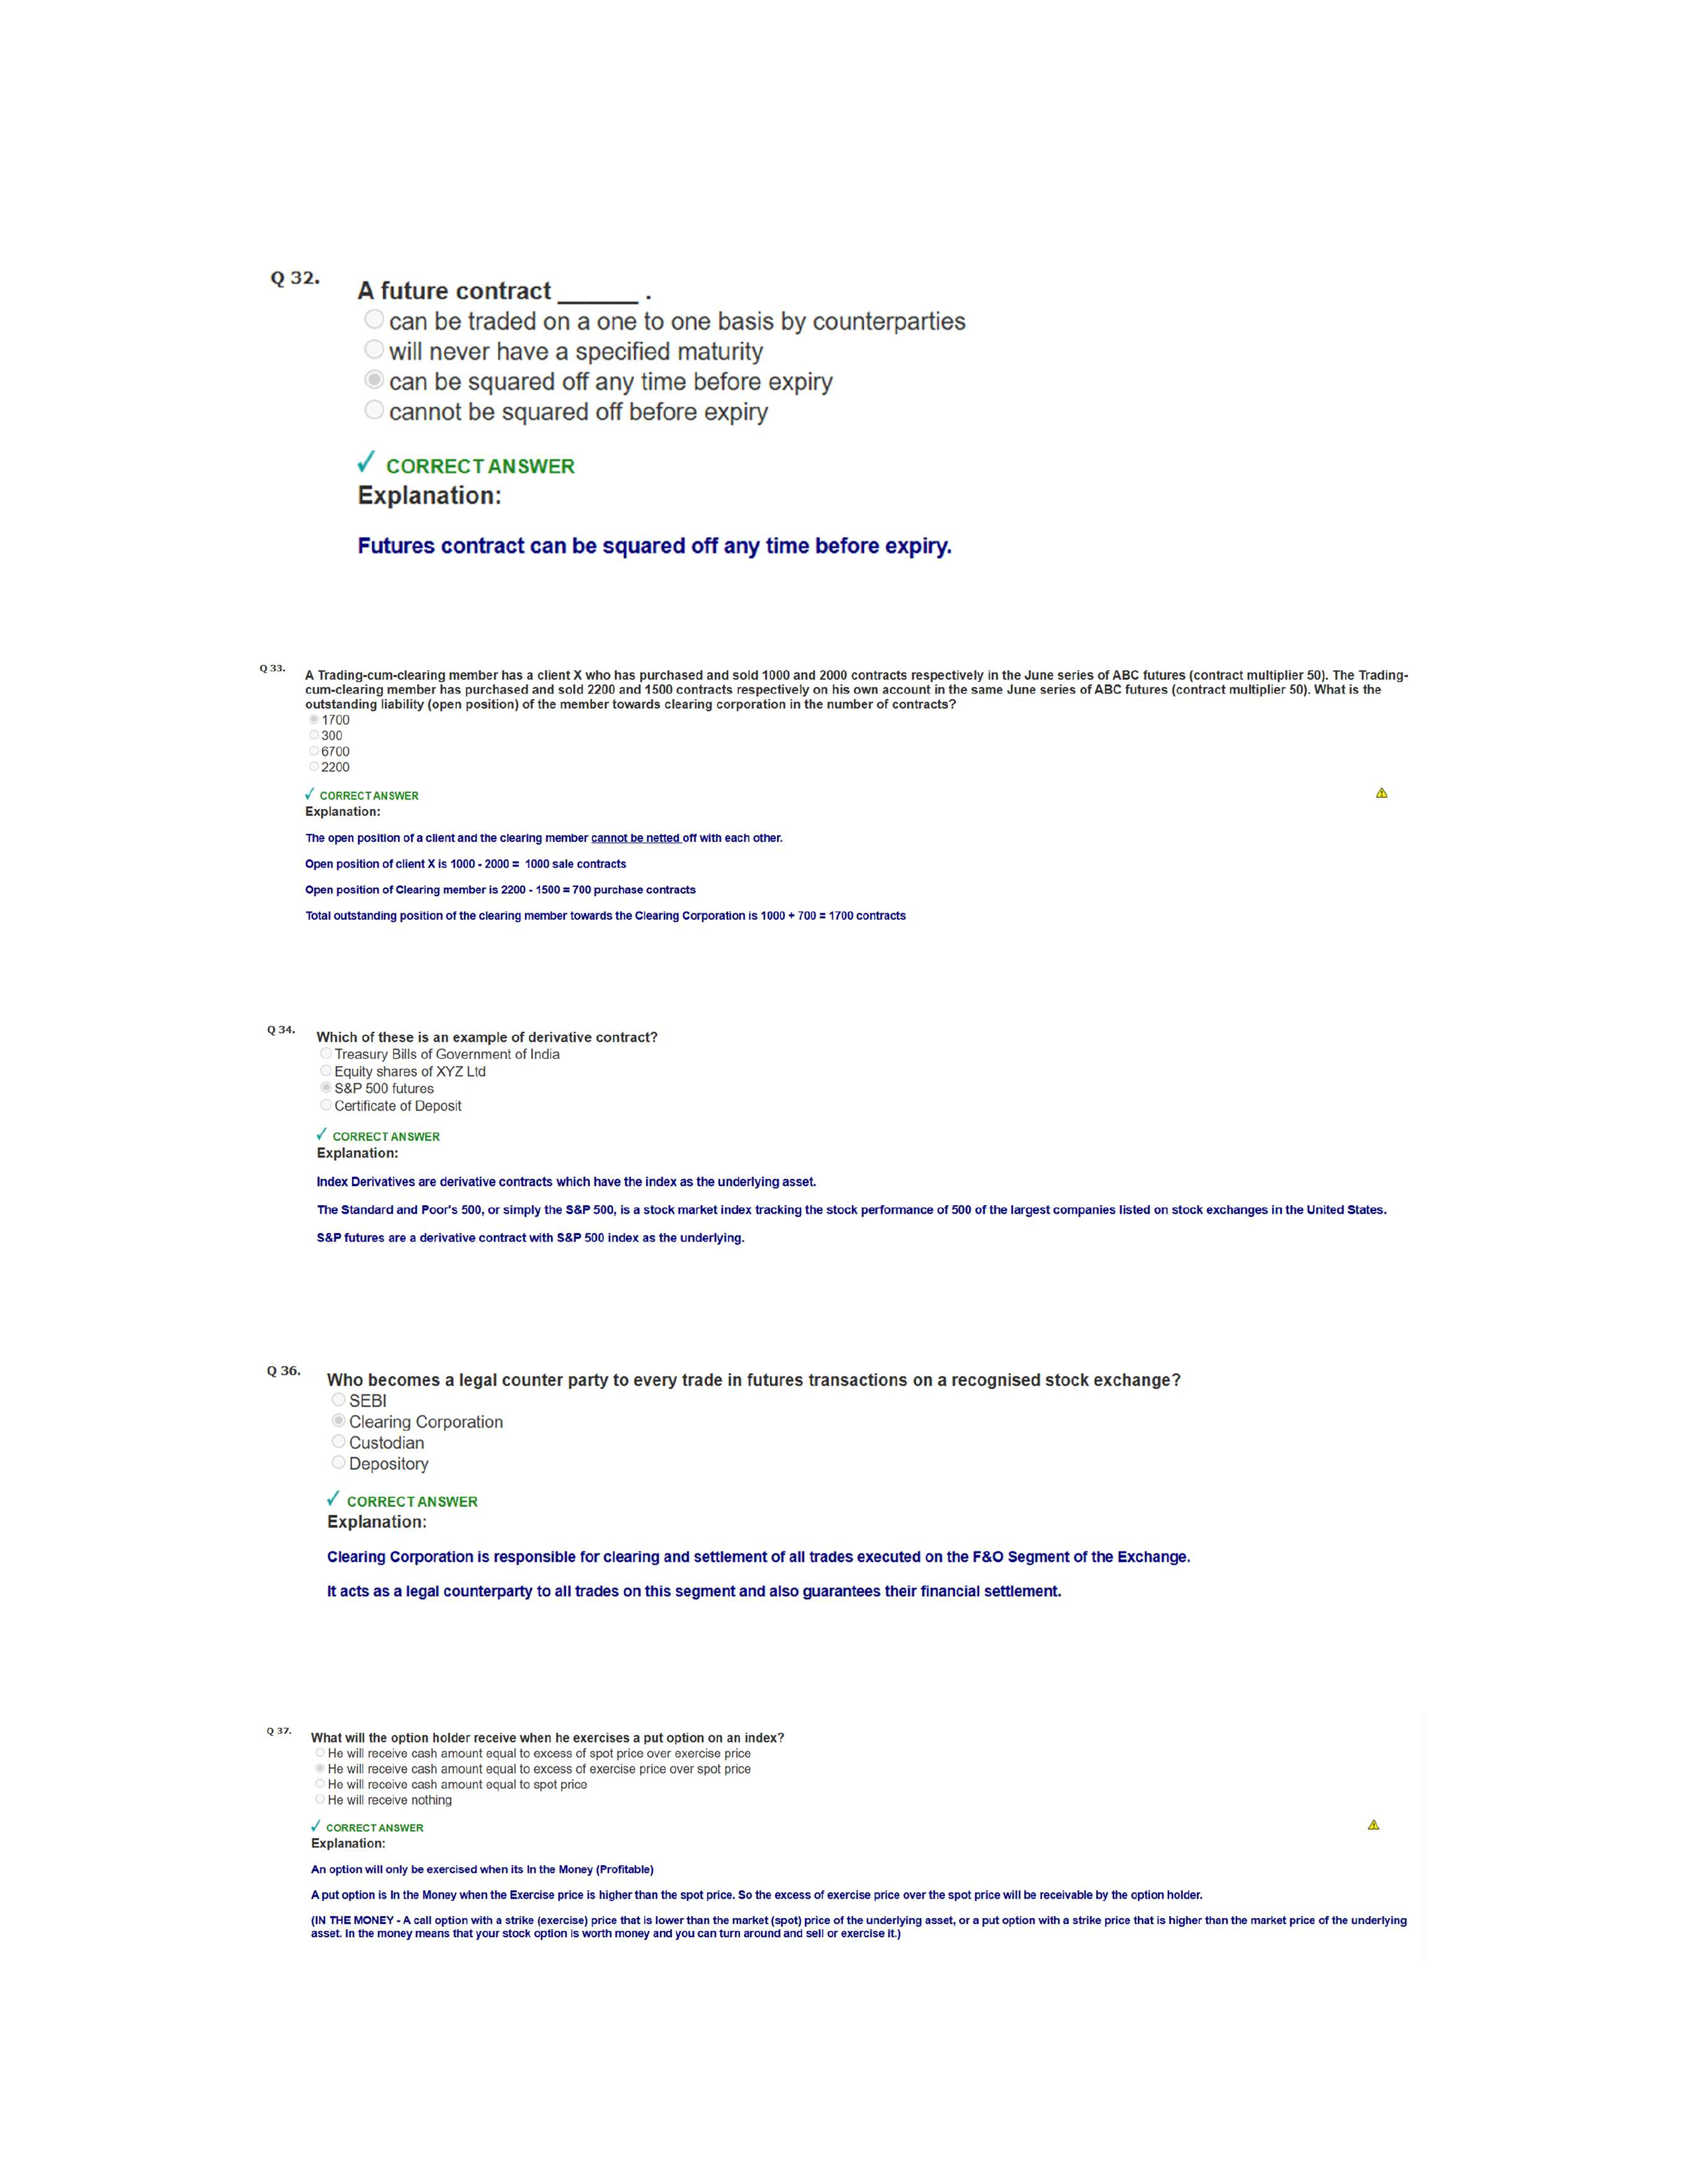 Q 32.
A future contract ______ .
can be traded on a one to one basis by counterparties
will never have a specified maturity
can be squared off any time before expiry
cannot be squared off before expiry
✓ CORRECT ANSWER
Explanation:
Futures contract can be squared off any time before expiry.
Q 33.
A Trading-cum-clearing member has a client X who has purchased and sold 1000 and 2000 contracts respectively in the June series of ABC futures (contract multiplier 50). The Trading-
cum-clearing member has purchased and sold 2200 and 1500 contracts respectively on his own account in the same June series of ABC futures (contract multiplier 50). What is the
outstanding liability (open position) of the member towards clearing corporation in the number of contracts?
1700
300
6700
2200
✓ CORRECT ANSWER
Explanation:
The open position of a client and the clearing member cannot be netted off with each other.
Open position of client X is 1000 - 2000 = 1000 sale contracts
Open position of Clearing member is 2200 - 1500 = 700 purchase contracts
Total outstanding position of the clearing member towards the Clearing Corporation is 1000 + 700 = 1700 contracts
Q 34.
Which of these is an example of derivative contract?
Treasury Bills of Government of India
Equity shares of XYZ Ltd
S&P 500 futures
Certificate of Deposit
✓ CORRECT ANSWER
Explanation:
Index Derivatives are derivative contracts which have the index as the underlying asset.
The Standard and Poor's 500, or simply the S&P 500, is a stock market index tracking the stock performance of 500 of the largest companies listed on stock exchanges in the United States.
S&P futures are a derivative contract with S&P 500 index as the underlying.
Q 36.
Who becomes a legal counter party to every trade in futures transactions on a recognised stock exchange?
SEBI
Clearing Corporation
Custodian
Depository
✓ CORRECT ANSWER
Explanation:
Clearing Corporation is responsible for clearing and settlement of all trades executed on the F&O Segment of the Exchange.
It acts as a legal counterparty to all trades on this segment and also guarantees their financial settlement.
Q 37.
What will the option holder receive when he exercises a put option on an index?
He will receive cash amount equal to excess of spot price over exercise price
He will receive cash amount equal to excess of exercise price over spot price
He will receive cash amount equal to spot price
He will receive nothing
✓ CORRECT ANSWER
Explanation:
An option will only be exercised when its In the Money (Profitable)
A put option is In the Money when the Exercise price is higher than the spot price. So the excess of exercise price over the spot price will be receivable by the option holder.
(IN THE MONEY - A call option with a strike (exercise) price that is lower than the market (spot) price of the underlying asset, or a put option with a strike price that is higher than the market price of the underlying
asset. In the money means that your stock option is worth money and you can turn around and sell or exercise it.)